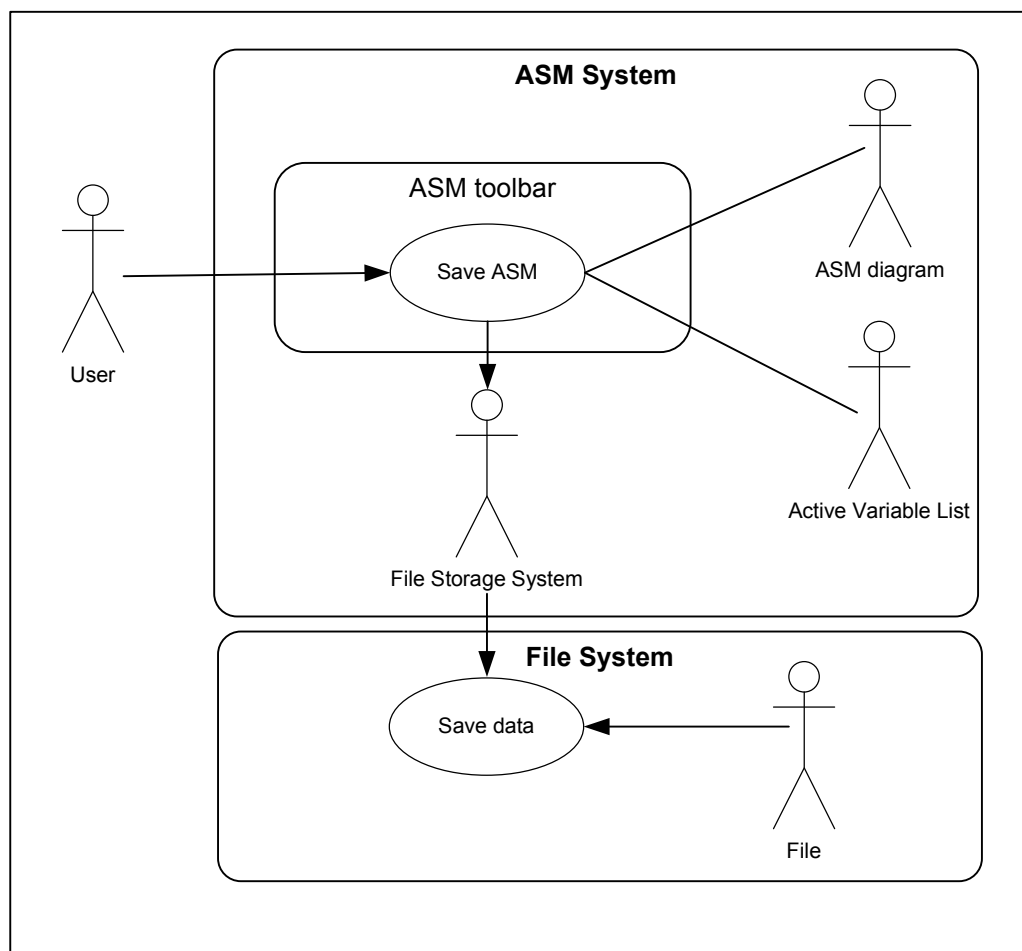 ASM System
ASM toolbar
Save ASM
ASM diagram
User
Active Variable List
File Storage System
File System
Save data
File